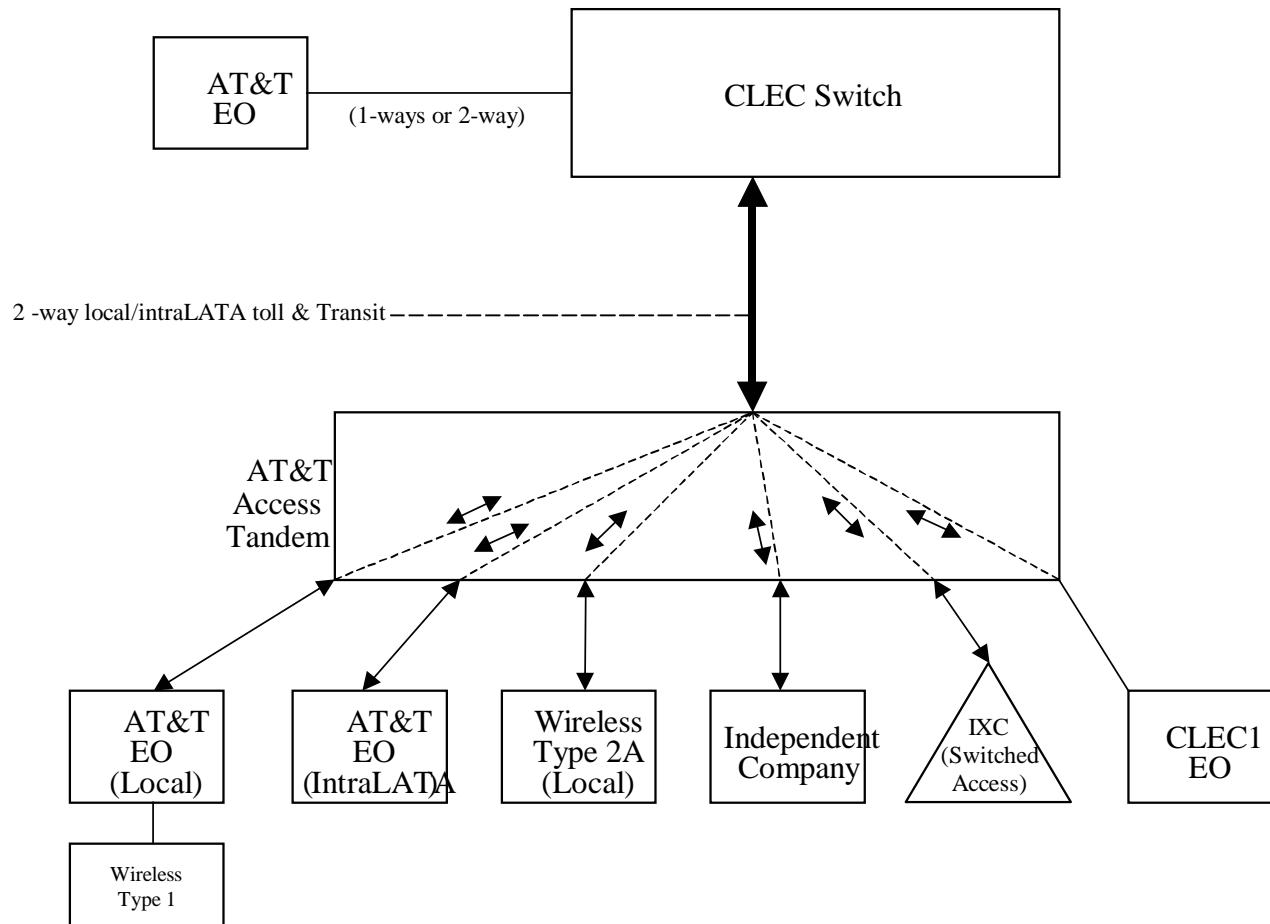 AT&T
EO
(1-ways or 2-way)
CLEC Switch
2 -way local/intraLATA toll & Transit
AT&T
Access
Tandem
AT&T
EO
(Local)
AT&T
EO
(IntraLAT)A
Wireless
Type 2A
(Local)
Independent
Company
IXC
(Switched
Access)
CLEC1
EO
Wireless
Type 1